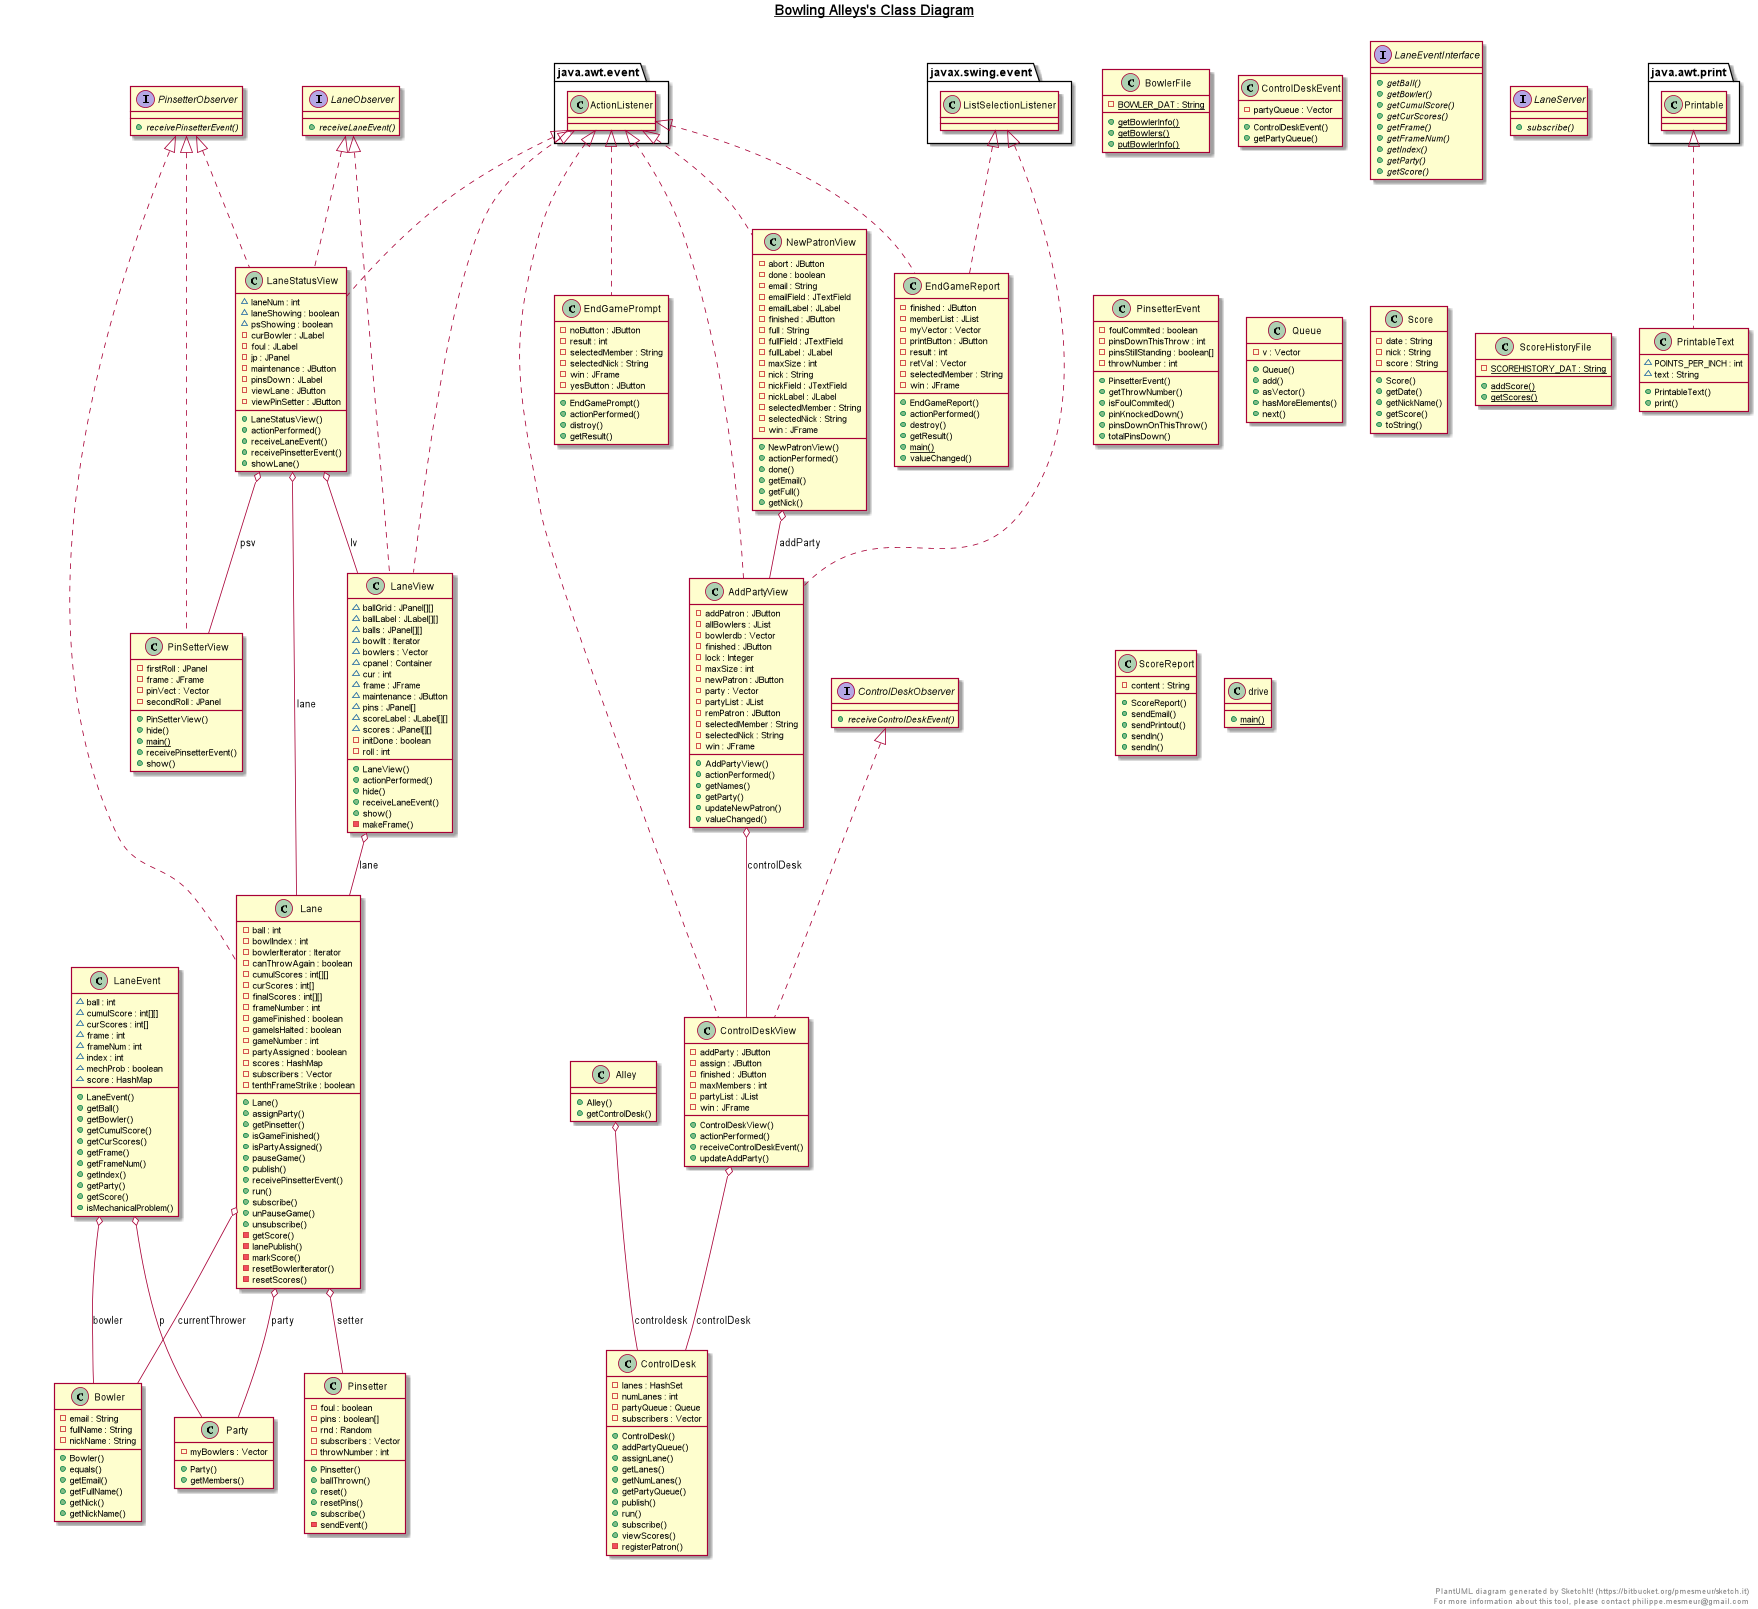 Bowling Alleys's Class Diagram
PinsetterObserver
receivePinsetterEvent()
LaneObserver
receiveLaneEvent()
java.awt.event
ActionListener
javax.swing.event
ListSelectionListener
BowlerFile
BOWLER_DAT : String
getBowlerInfo()
getBowlers()
putBowlerInfo()
ControlDeskEvent
partyQueue : Vector
ControlDeskEvent()
getPartyQueue()
LaneEventInterface
getBall()
getBowler()
getCumulScore()
getCurScores()
getFrame()
getFrameNum()
getIndex()
getParty()
getScore()
LaneServer
subscribe()
java.awt.print
Printable
LaneStatusView
laneNum : int
laneShowing : boolean
psShowing : boolean
curBowler : JLabel
foul : JLabel
jp : JPanel
maintenance : JButton
pinsDown : JLabel
viewLane : JButton
viewPinSetter : JButton
LaneStatusView()
actionPerformed()
receiveLaneEvent()
receivePinsetterEvent()
showLane()
EndGamePrompt
noButton : JButton
result : int
selectedMember : String
selectedNick : String
win : JFrame
yesButton : JButton
EndGamePrompt()
actionPerformed()
distroy()
getResult()
NewPatronView
abort : JButton
done : boolean
email : String
emailField : JTextField
emailLabel : JLabel
finished : JButton
full : String
fullField : JTextField
fullLabel : JLabel
maxSize : int
nick : String
nickField : JTextField
nickLabel : JLabel
selectedMember : String
selectedNick : String
win : JFrame
NewPatronView()
actionPerformed()
done()
getEmail()
getFull()
getNick()
EndGameReport
finished : JButton
memberList : JList
myVector : Vector
printButton : JButton
result : int
retVal : Vector
selectedMember : String
win : JFrame
EndGameReport()
actionPerformed()
destroy()
getResult()
main()
valueChanged()
PinsetterEvent
foulCommited : boolean
pinsDownThisThrow : int
pinsStillStanding : boolean[]
throwNumber : int
PinsetterEvent()
getThrowNumber()
isFoulCommited()
pinKnockedDown()
pinsDownOnThisThrow()
totalPinsDown()
Queue
v : Vector
Queue()
add()
asVector()
hasMoreElements()
next()
Score
date : String
nick : String
score : String
Score()
getDate()
getNickName()
getScore()
toString()
ScoreHistoryFile
SCOREHISTORY_DAT : String
addScore()
getScores()
PrintableText
POINTS_PER_INCH : int
text : String
PrintableText()
print()
psv
lv
addParty
PinSetterView
firstRoll : JPanel
frame : JFrame
pinVect : Vector
secondRoll : JPanel
PinSetterView()
hide()
main()
receivePinsetterEvent()
show()
lane
LaneView
ballGrid : JPanel[][]
ballLabel : JLabel[][]
balls : JPanel[][]
bowlIt : Iterator
bowlers : Vector
cpanel : Container
cur : int
frame : JFrame
maintenance : JButton
pins : JPanel[]
scoreLabel : JLabel[][]
scores : JPanel[][]
initDone : boolean
roll : int
LaneView()
actionPerformed()
hide()
receiveLaneEvent()
show()
makeFrame()
AddPartyView
addPatron : JButton
allBowlers : JList
bowlerdb : Vector
finished : JButton
lock : Integer
maxSize : int
newPatron : JButton
party : Vector
partyList : JList
remPatron : JButton
selectedMember : String
selectedNick : String
win : JFrame
AddPartyView()
actionPerformed()
getNames()
getParty()
updateNewPatron()
valueChanged()
ControlDeskObserver
receiveControlDeskEvent()
ScoreReport
content : String
ScoreReport()
sendEmail()
sendPrintout()
sendln()
sendln()
drive
main()
lane
controlDesk
LaneEvent
ball : int
cumulScore : int[][]
curScores : int[]
frame : int
frameNum : int
index : int
mechProb : boolean
score : HashMap
LaneEvent()
getBall()
getBowler()
getCumulScore()
getCurScores()
getFrame()
getFrameNum()
getIndex()
getParty()
getScore()
isMechanicalProblem()
Lane
ball : int
bowlIndex : int
bowlerIterator : Iterator
canThrowAgain : boolean
cumulScores : int[][]
curScores : int[]
finalScores : int[][]
frameNumber : int
gameFinished : boolean
gameIsHalted : boolean
gameNumber : int
partyAssigned : boolean
scores : HashMap
subscribers : Vector
tenthFrameStrike : boolean
Lane()
assignParty()
getPinsetter()
isGameFinished()
isPartyAssigned()
pauseGame()
publish()
receivePinsetterEvent()
run()
subscribe()
unPauseGame()
unsubscribe()
getScore()
lanePublish()
markScore()
resetBowlerIterator()
resetScores()
Alley
Alley()
getControlDesk()
ControlDeskView
addParty : JButton
assign : JButton
finished : JButton
maxMembers : int
partyList : JList
win : JFrame
ControlDeskView()
actionPerformed()
receiveControlDeskEvent()
updateAddParty()
bowler
p
currentThrower
party
setter
controldesk
controlDesk
Bowler
email : String
fullName : String
nickName : String
Bowler()
equals()
getEmail()
getFullName()
getNick()
getNickName()
Party
myBowlers : Vector
Party()
getMembers()
Pinsetter
foul : boolean
pins : boolean[]
rnd : Random
subscribers : Vector
throwNumber : int
Pinsetter()
ballThrown()
reset()
resetPins()
subscribe()
sendEvent()
ControlDesk
lanes : HashSet
numLanes : int
partyQueue : Queue
subscribers : Vector
ControlDesk()
addPartyQueue()
assignLane()
getLanes()
getNumLanes()
getPartyQueue()
publish()
run()
subscribe()
viewScores()
registerPatron()
PlantUML diagram generated by SketchIt! (https://bitbucket.org/pmesmeur/sketch.it)
For more information about this tool, please contact philippe.mesmeur@gmail.com